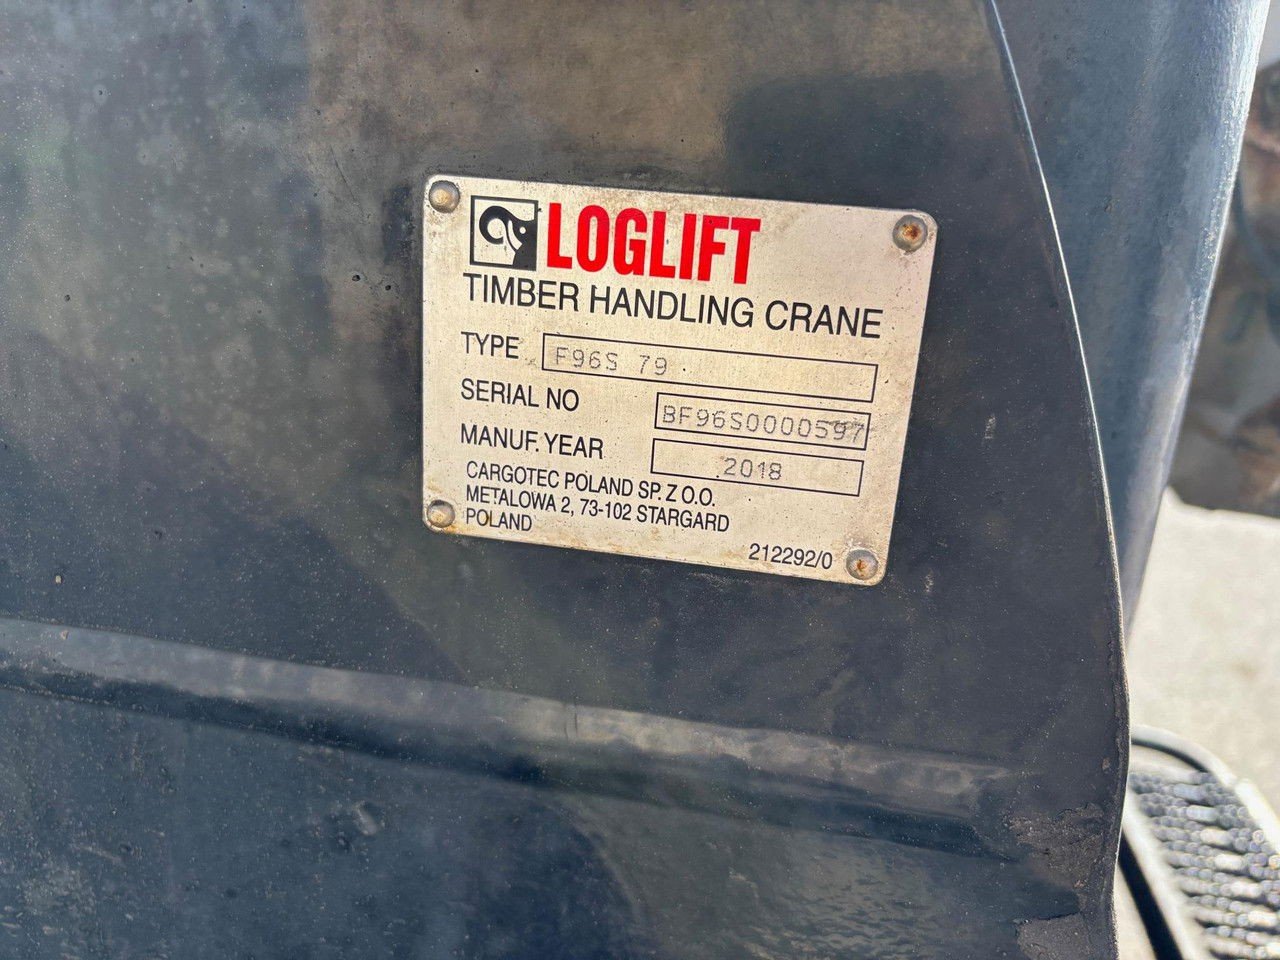 LOGLIFT
TIMBER HANDLING CRANE
TYPE F96S 79
SERIAL NO BF96S0000597
MANUF. YEAR 2018
CARGOTEC POLAND SP. Z O.O.
METALOWA 2, 73-102 STARGARD
POLAND
212292/0